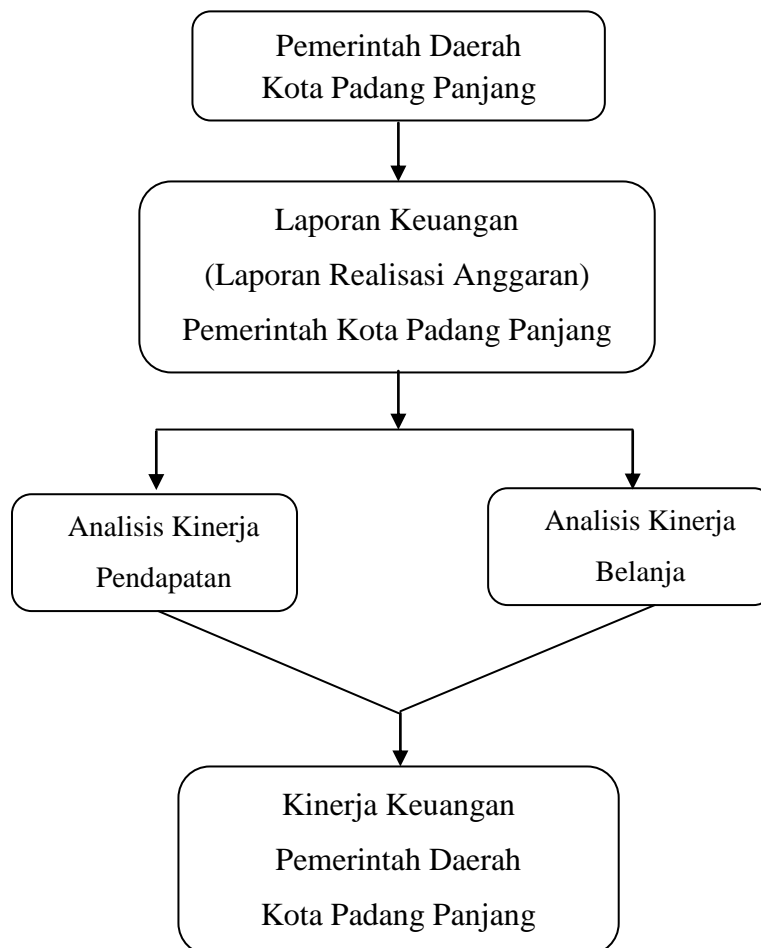 Pemerintah Daerah
Kota Padang Panjang
Laporan Keuangan
(Laporan Realisasi Anggaran)
Pemerintah Kota Padang Panjang
Analisis Kinerja
Pendapatan
Analisis Kinerja
Belanja
Kinerja Keuangan
Pemerintah Daerah
Kota Padang Panjang